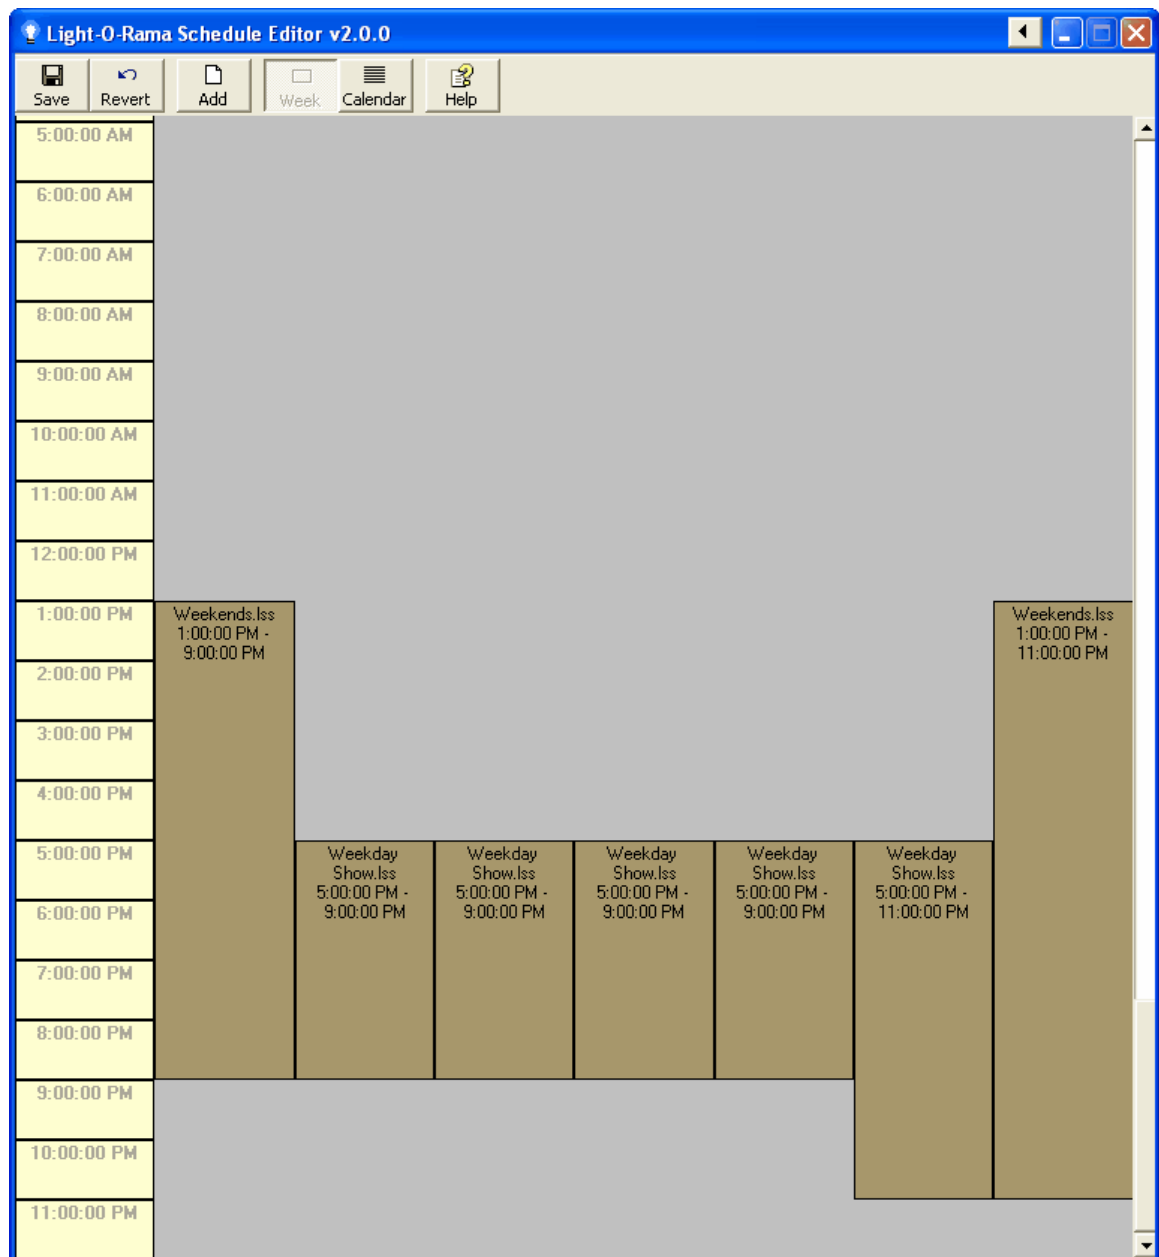 Light-O-Rama Schedule Editor v2.0.0
Save Revert Add Week Calendar Help
5:00:00 AM
6:00:00 AM
7:00:00 AM
8:00:00 AM
9:00:00 AM
10:00:00 AM
11:00:00 AM
12:00:00 PM
1:00:00 PM
2:00:00 PM
3:00:00 PM
4:00:00 PM
5:00:00 PM
6:00:00 PM
7:00:00 PM
8:00:00 PM
9:00:00 PM
10:00:00 PM
11:00:00 PM
Weekends.lss
1:00:00 PM -
9:00:00 PM
Weekday
Show.lss
5:00:00 PM -
9:00:00 PM
Weekday
Show.lss
5:00:00 PM -
9:00:00 PM
Weekday
Show.lss
5:00:00 PM -
9:00:00 PM
Weekday
Show.lss
5:00:00 PM -
9:00:00 PM
Weekday
Show.lss
5:00:00 PM -
11:00:00 PM
Weekends.lss
1:00:00 PM -
11:00:00 PM